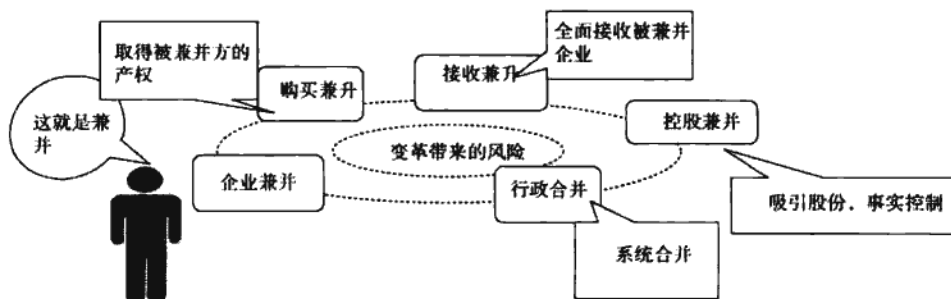 取得被兼并方的
产权
全面接收被兼并
企业
购买兼升
接收兼升
控股兼并
这就是兼
并
变革带来的风险
企业兼并
行政合并
吸引股份、事实控制
系统合并